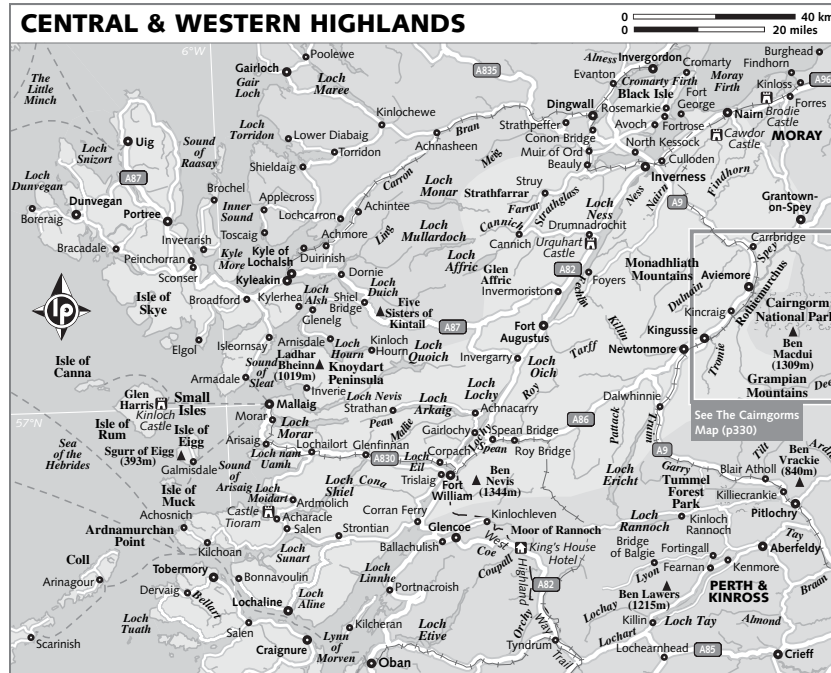 CENTRAL & WESTERN HIGHLANDS
0 40 km
0 20 miles
6°W
Poolewe
Gairloch
Gair
Loch
Loch
Maree
A835
Alness
Invergordon
Cromarty
Evanton
Cromarty Firth
Moray
Firth
Burghead
Findhorn
Kinloss
A96
The
Little
Minch
Kinlochewe
Dingwall
Black Isle
Rosemarkie
Fort
George
Forres
Brodie
Castle
Nairn
Loch
Torridon
Lower Diabaig
Achnasheen
Bran
Strathpeffer
Conon Bridge
Avoch
Fortrose
Cawdor
Castle
MORAY
Uig
Loch
Snizort
Sound
of
Raasay
Torridon
Shieldaig
Meig
Muir of Ord
Beauly
North Kessock
Culloden
Inverness
Findhorn
Loch
Dunvegan
A87
Brochel
Carron
Loch
Monar
Struy
Strathfarrar
Farrar
Strathglass
Loch
Ness
Ness
Nairn
A9
Grantown-
on-Spey
Dunvegan
Boreraig
Portree
Inner
Sound
Applecross
Achintee
Lochcarron
Ling
Loch
Mullardoch
Cannich
Cannich
Drumnadrochit
Urquhart
Castle
Bracadale
Inverarish
Peinchorran
Toscaig
Achmore
Kyle
More
Kyle of
Lochalsh
Duirinish
Loch
Affric
Glen
Affric
A82
Foyers
Monadhliath
Mountains
Carrbridge
Spey
Sconser
Kyleakin
Dornie
Loch
Duich
Invermoriston
Fechlin
Dulnain
Aviemore
Rothiemurchus
lp
Isle of
Skye
Broadford
Kylerhea
Loch
Alsh
Shiel
Bridge
Glenelg
Five
Sisters of
Kintail
A87
Fort
Augustus
Killin
Kincraig
Cairngorm
National Park
Kingussie
Ben
Macdui
(1309m)
Elgol
Isleornsay
Arnisdale
Loch
Hourn
Kinloch
Hourn
Loch
Quoich
Invergarry
Loch
Oich
Tarff
Newtonmore
Tromie
Isle of
Canna
Sound
of
Sleat
Ladhar
Bheinn
(1019m)
Knoydart
Peninsula
Grampian
Mountains
Dee
Armadale
Inverie
Loch Nevis
Loch
Lochy
Roy
Dalwhinnie
Glen
Harris
Kinloch
Castle
Small
Isles
Mallaig
Strathan
Loch
Arkaig
Achnacarry
A86
See The Cairngorms
Map (p330)
57°N
Isle of
Rum
Isle of
Eigg
Morar
Loch
Morar
Pean
Mallie
Gairlochy
Lochy
Spean
Spean Bridge
Roy Bridge
Pattack
Truim
Sea of the
Hebrides
Sgurr of Eigg
(393m)
Galmisdale
Arisaig
Lochailort
Glenfinnan
Corpach
A830
Loch
Eil
Loch
Ericht
A9
Garry
Tilt
Ben
Vrackie
(840m)
Blair Atholl
Sound
of
Arisaig
Loch nam
Uamh
Trislaig
Fort
William
Ben
Nevis
(1344m)
Tummel
Forest
Park
Killiecrankie
Isle of
Muck
Loch
Moidart
Loch
Shiel
Cona
Castle
Tioram
Ardmolich
Acharacle
Salen
Corran Ferry
Kinlochleven
Loch
Rannoch
Kinloch
Rannoch
Pitlochry
Achosnich
Ardnamurchan
Point
Kilchoan
Strontian
Glencoe
Moor of Rannoch
Tay
Loch
Sunart
Ballachulish
Coe
West
Highland
Way
Trail
King's House
Hotel
Bridge
of Balgie
Fortingall
Aberfeldy
Coll
Arinagour
Tobermory
Bonnavoulin
Loch
Linnhe
Coupall
A82
Lyon
Fearnan
Kenmore
Dervaig
Bellart
Lochaline
Loch
Aline
Portnacroish
Ben Lawers
(1215m)
PERTH &
KINROSS
Braan
Loch
Tuath
Salen
Kilcheran
Loch
Etive
Orchy
Lochay
Killin
Loch Tay
Almond
Scarinish
Craignure
Lynn
of
Morven
Oban
Tyndrum
Lochart
Lochearnhead
A85
Crieff